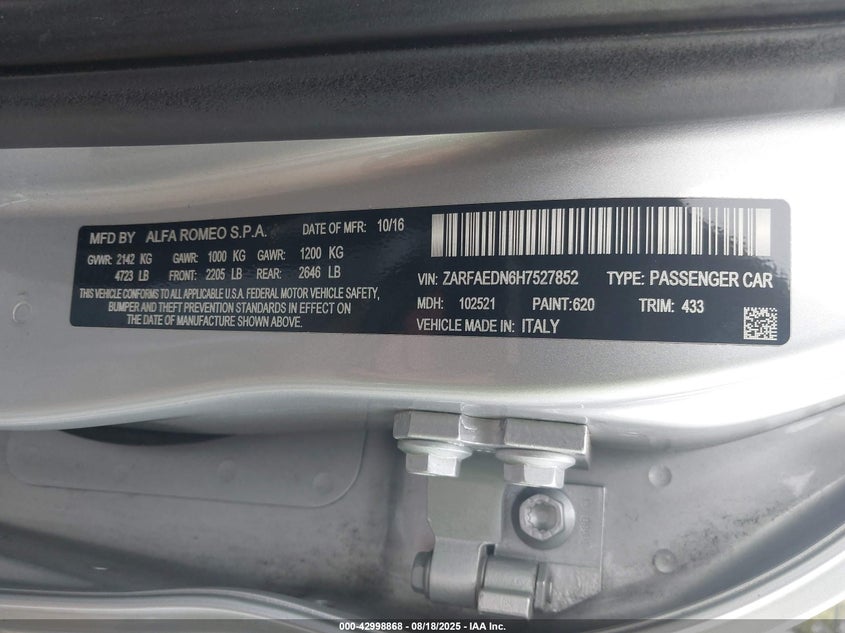 MFD BY ALFA ROMEO S.P.A. DATE OF MFR: 10/16
GVWR: 2142 KG GAWR: 1000 KG GAWR: 1200 KG
4723 LB FRONT: 2205 LB REAR: 2646 LB
THIS VEHICLE CONFORMS TO ALL APPLICABLE U.S.A. FEDERAL MOTOR VEHICLE SAFETY,
BUMPER AND THEFT PREVENTION STANDARDS IN EFFECT ON
THE DATE OF MANUFACTURE SHOWN ABOVE.
VIN: ZARFAEDN6H7527852 TYPE: PASSENGER CAR
MDH: 102521 PAINT:620 TRIM: 433
VEHICLE MADE IN: ITALY
000-42998868 - 08/18/2025 - IAA Inc.